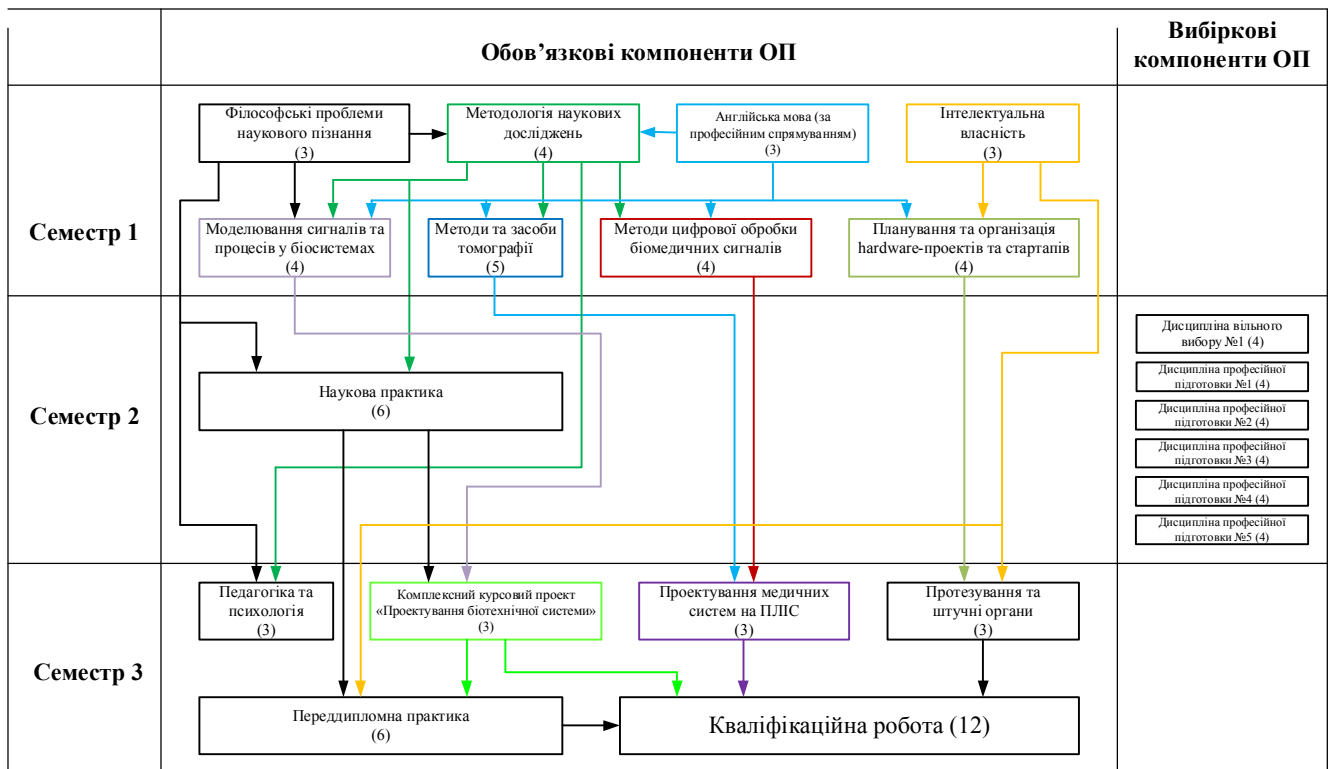 Обов’язкові компоненти ОП
Вибіркові
компоненти ОП
Семестр 1
Філософські проблеми
наукового пізнання
(3)
Методологія наукових
досліджень
(4)
Англійська мова (за
професійним спрямуванням)
(3)
Інтелектуальна
власність
(3)
Моделювання сигналів та
процесів у біосистемах
(4)
Методи та засоби
томографії
(5)
Методи цифрової обробки
біомедичних сигналів
(4)
Планування та організація
hardware-проектів та стартапів
(4)
Семестр 2
Наукова практика
(6)
Дисципліна вільного
вибору №1 (4)
Дисципліна професійної
підготовки №1 (4)
Дисципліна професійної
підготовки №2 (4)
Дисципліна професійної
підготовки №3 (4)
Дисципліна професійної
підготовки №4 (4)
Дисципліна професійної
підготовки №5 (4)
Семестр 3
Педагогіка та
психологія
(3)
Комплексний курсовий проект
«Проектування біотехнічної системи»
(3)
Проектування медичних
систем на ПЛІС
(3)
Протезування та
штучні органи
(3)
Переддипломна практика
(6)
Кваліфікаційна робота (12)